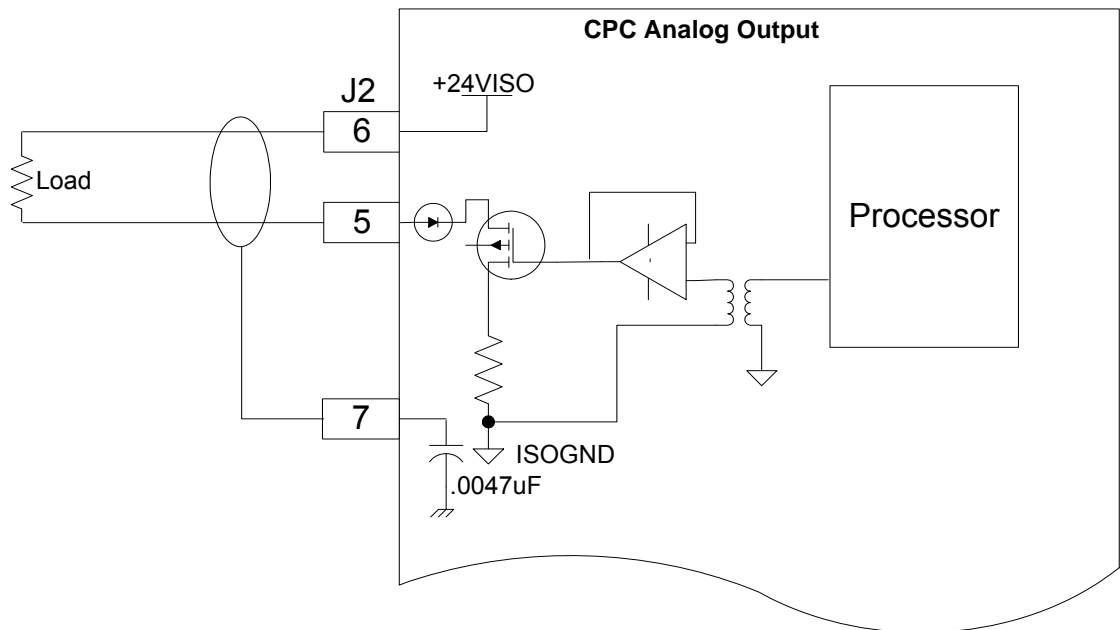 CPC Analog Output
J2
+24VISO
6
Load
5
Processor
7
ISOGND
.0047uF